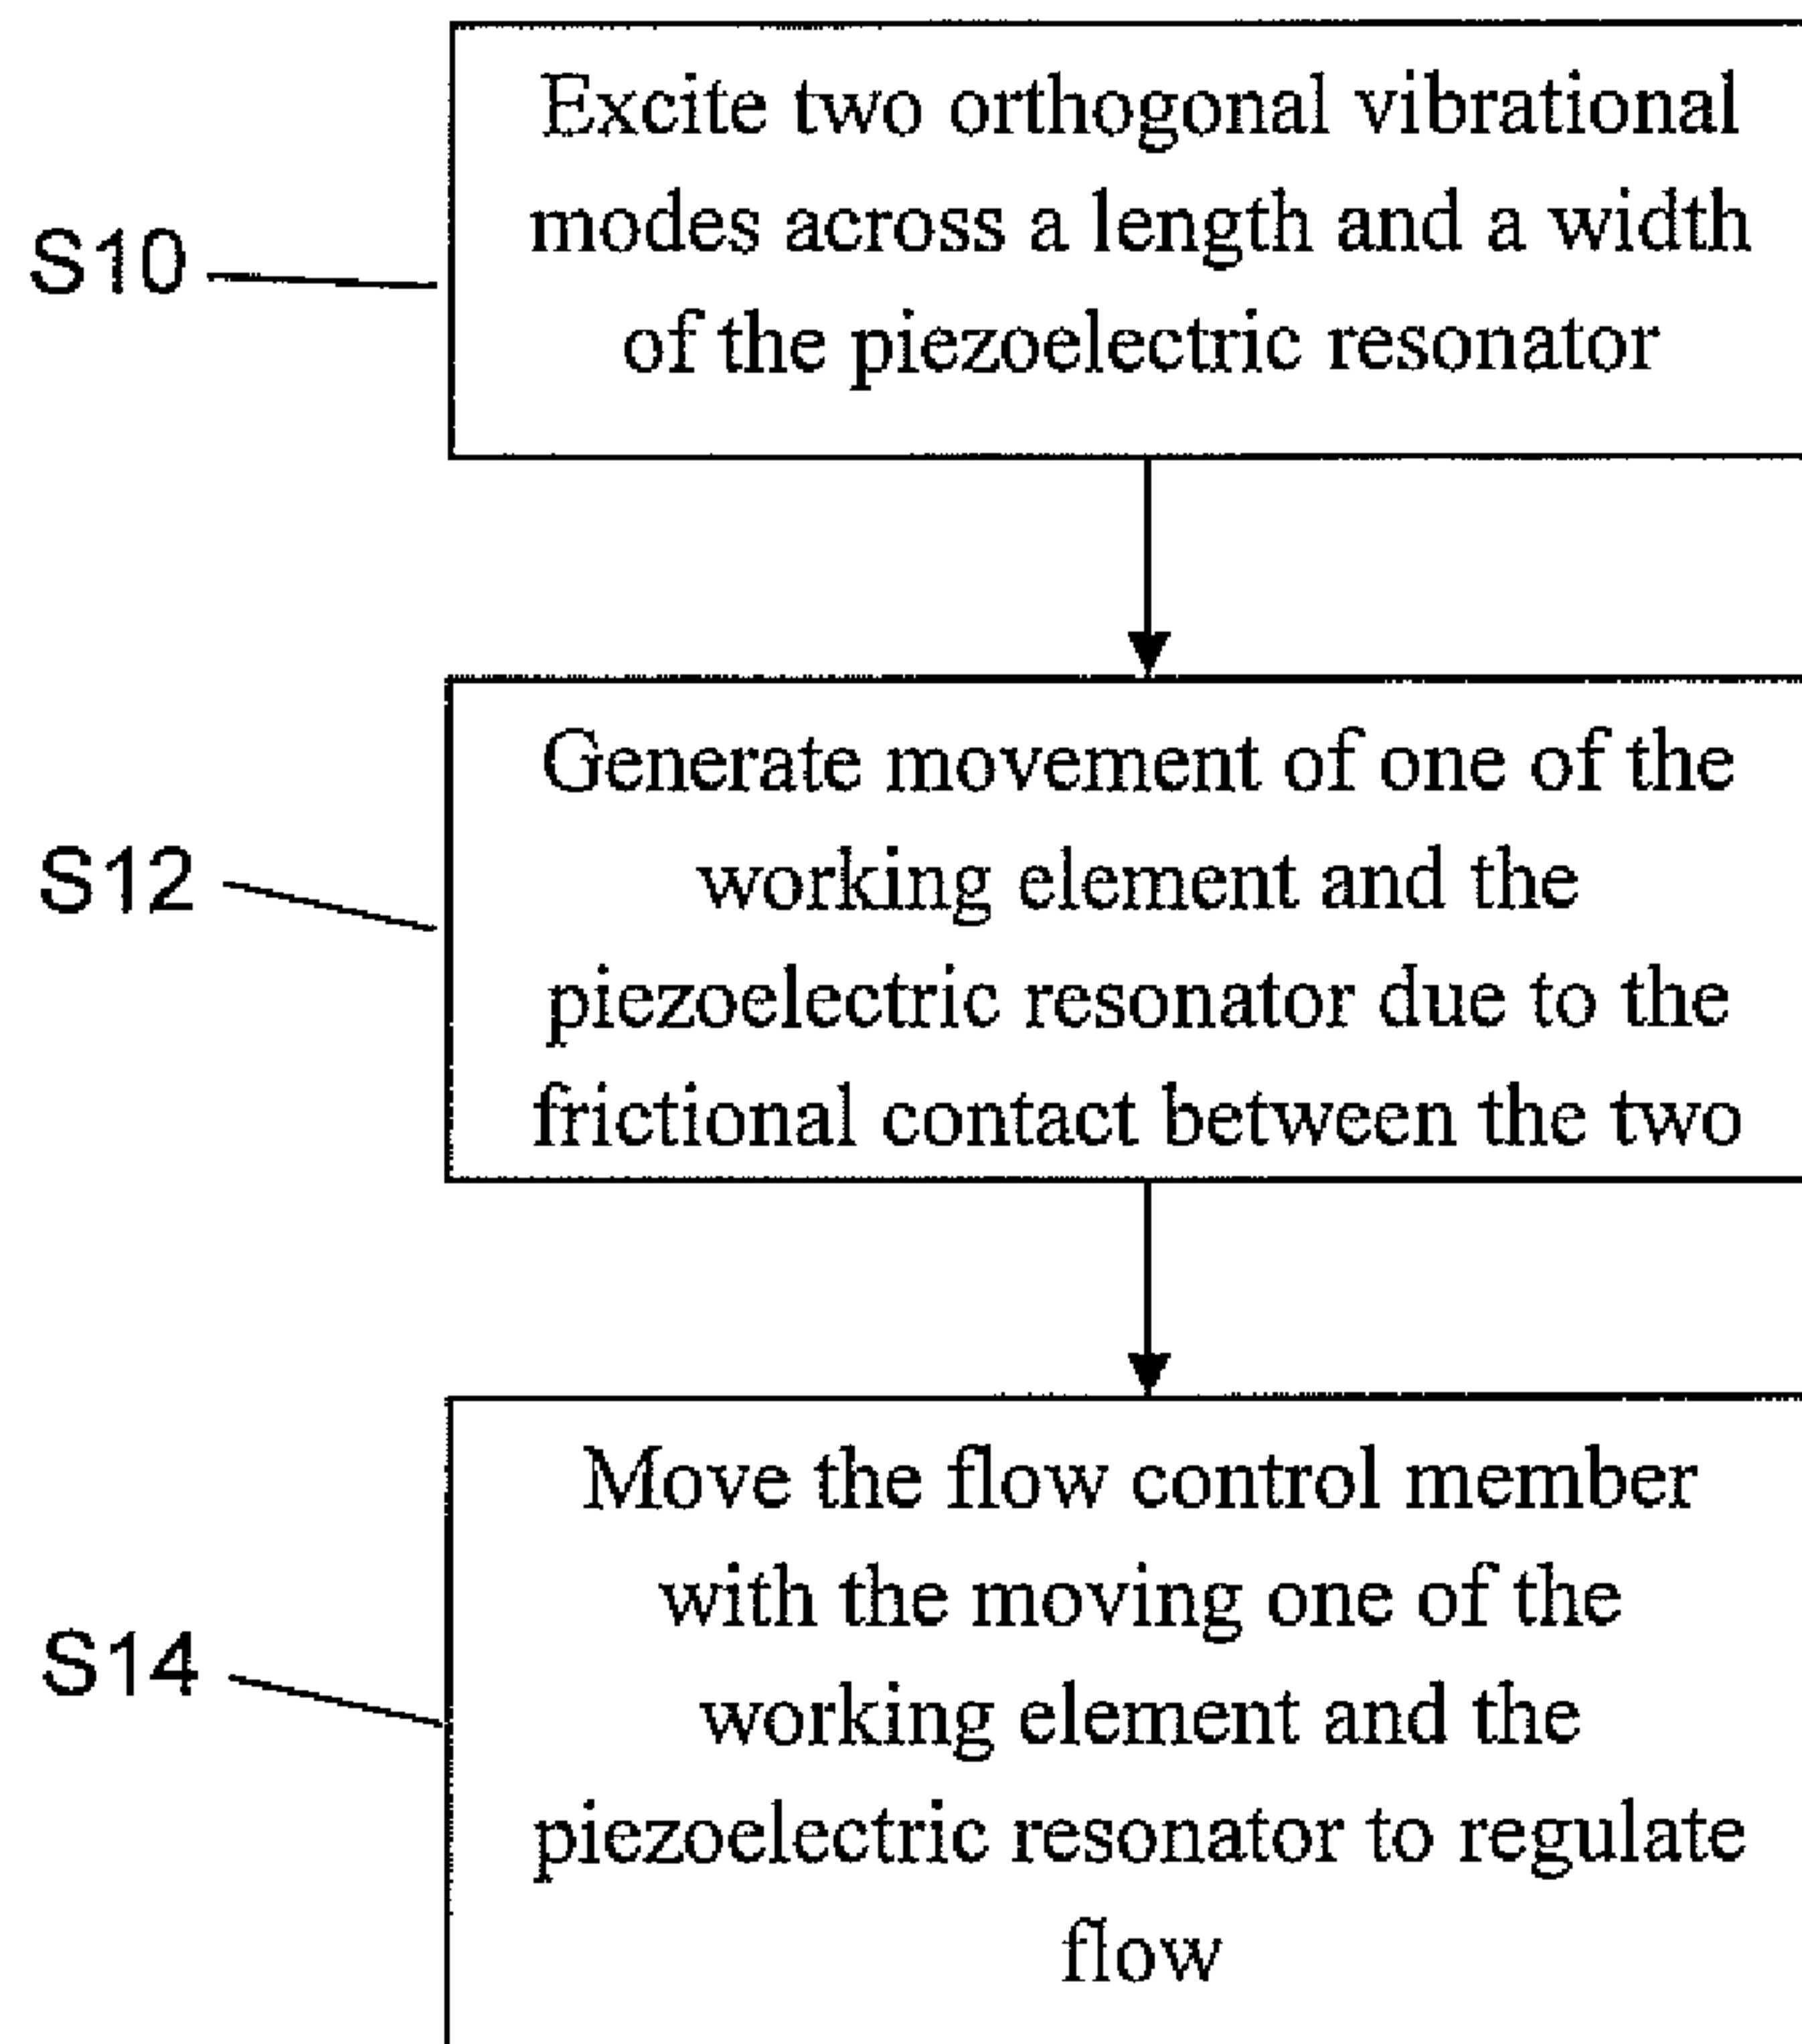 Excite two orthogonal vibrational
modes across a length and a width
S10
of the piezoelectric resonator
Generate movement of one of the
working element and the
S12
piezoelectric resonator due to the
frictional contact between the two
Move the flow control member
with the moving one of the
S14
working element and the
piezoelectric resonator to regulate
flow